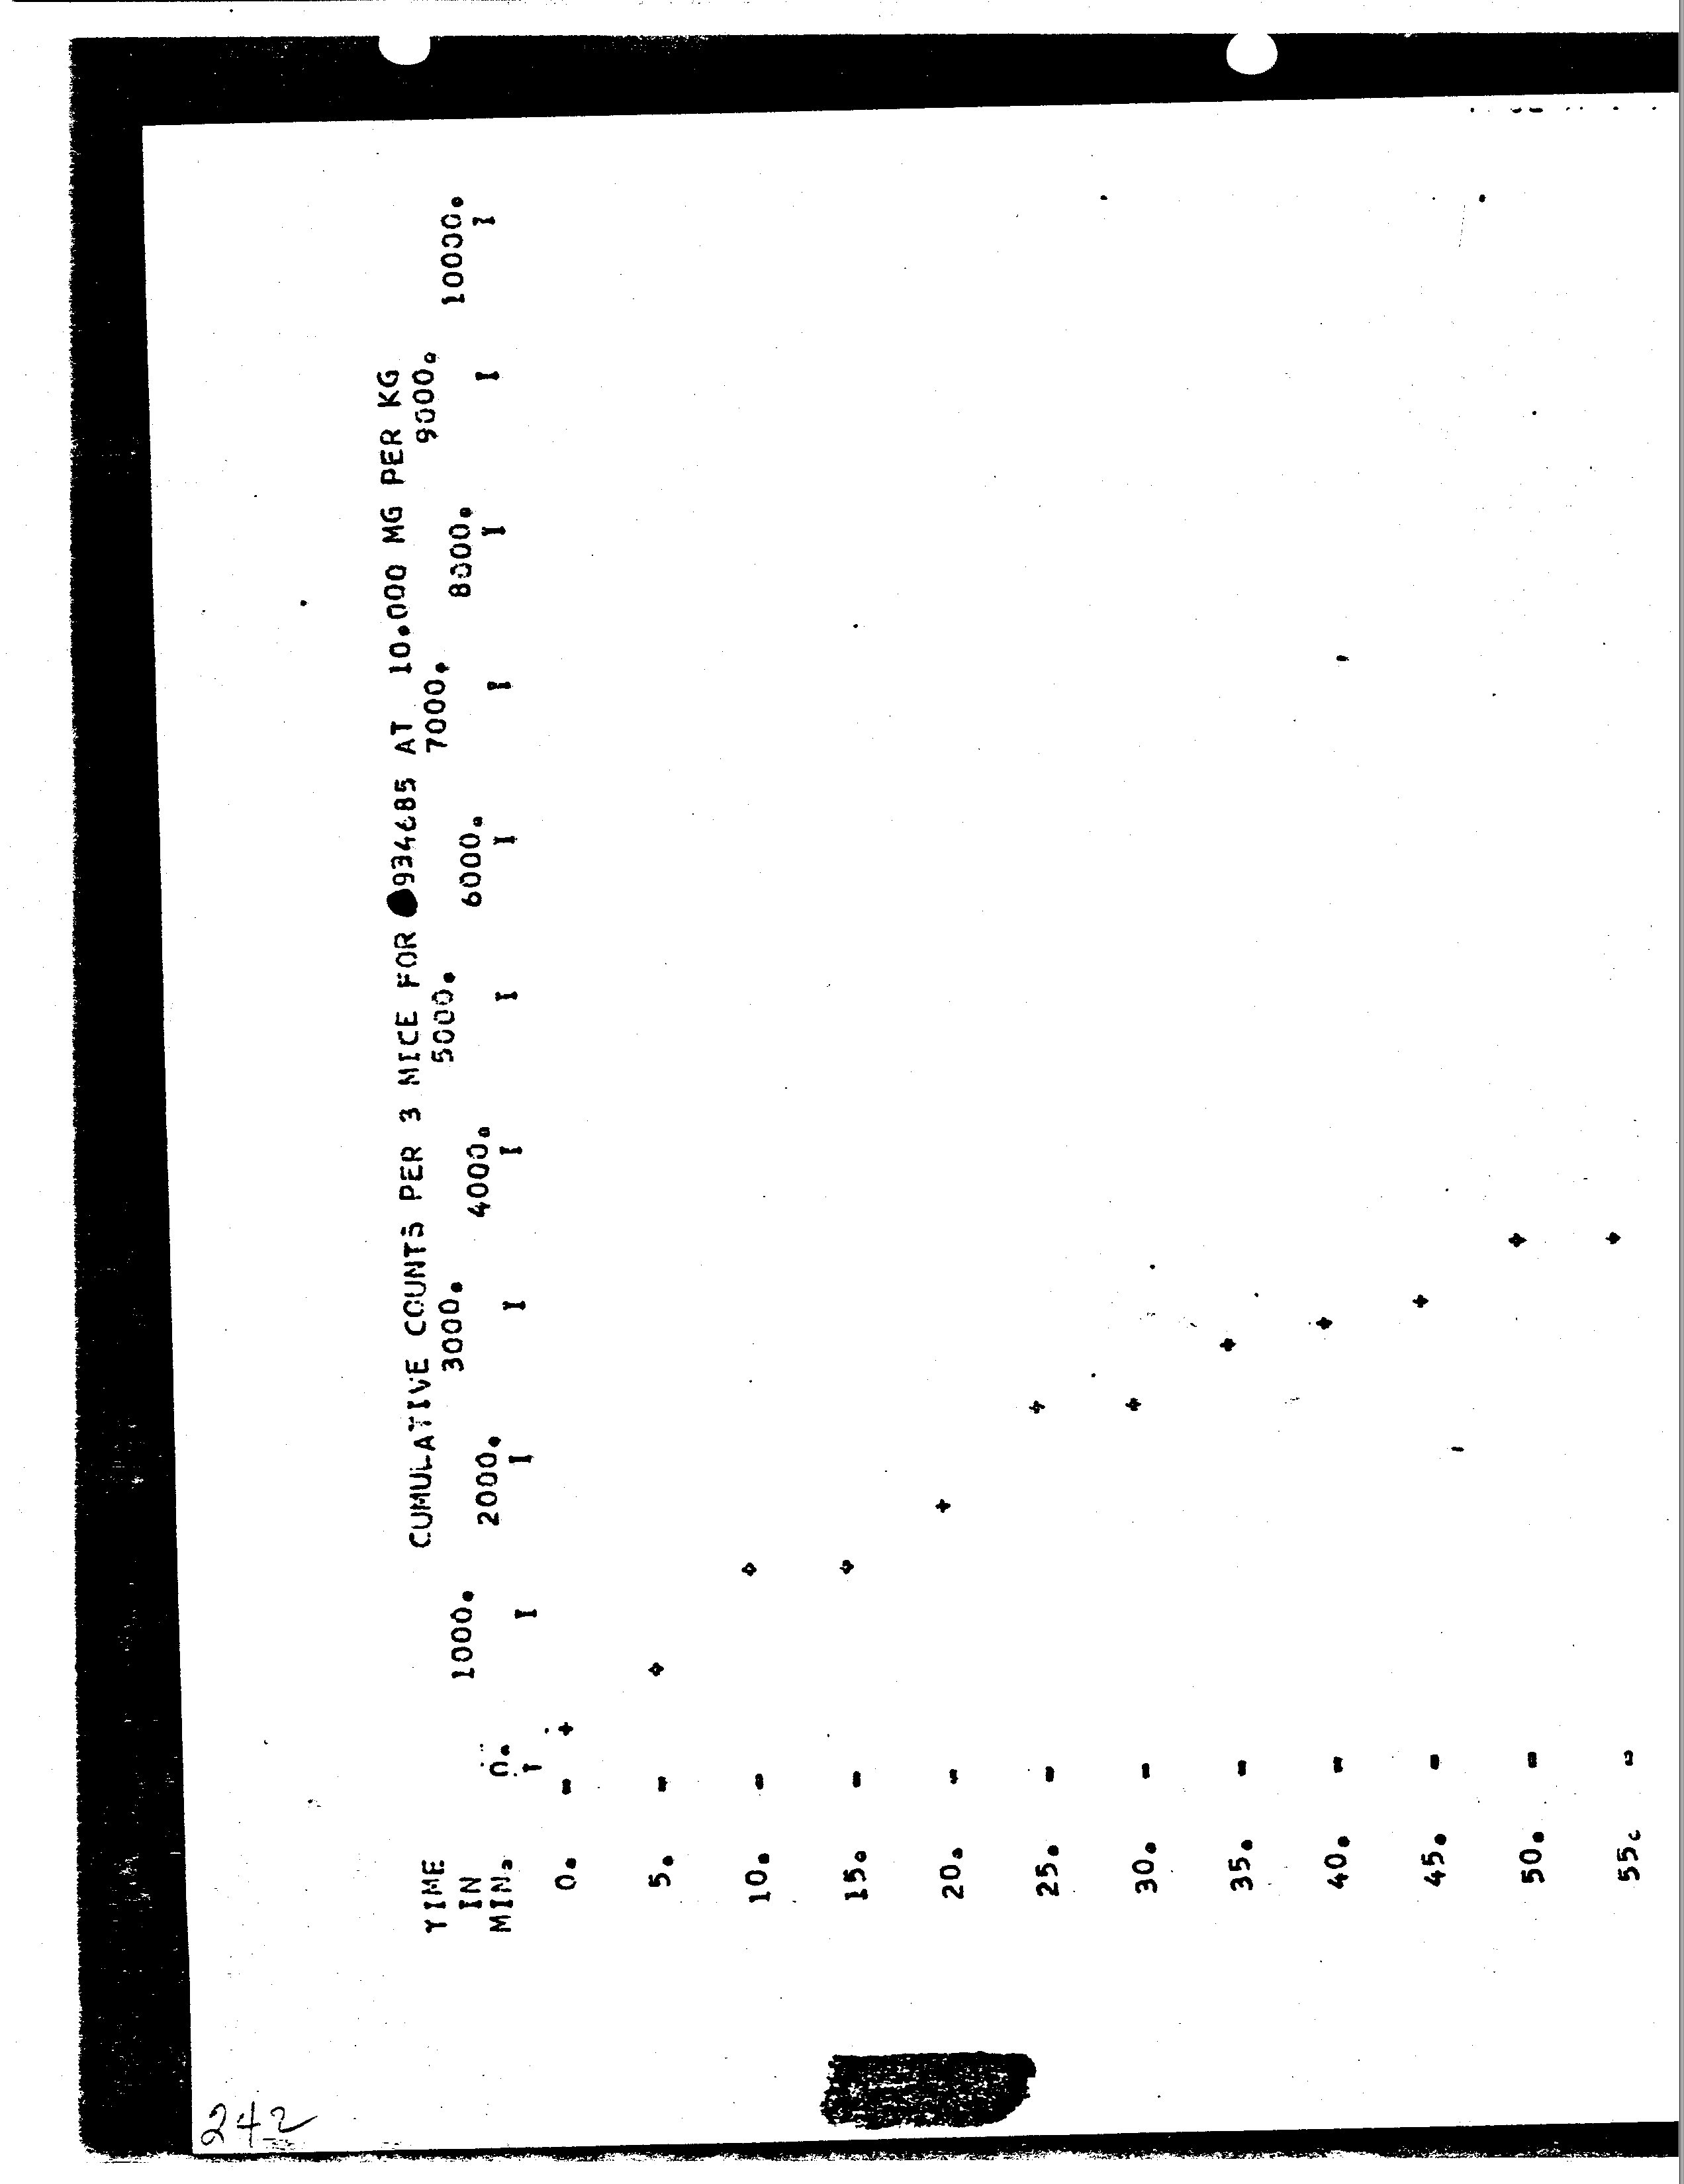 CUMULATIVE COUNTS PER 3 MICE FOR 934685 AT 10.000 MG PER KG
TIME 1000. 3000. 5000. 7000. 9000.
IN 0. 2000. 4000. 6000. 8000. 10000.
MIN. I I I I I I I I I I I
0. - +
5. - +
10. - +
15. - +
20. - +
25. - +
30. - +
35. - +
40. - +
45. - +
50. - +
55. - +
242